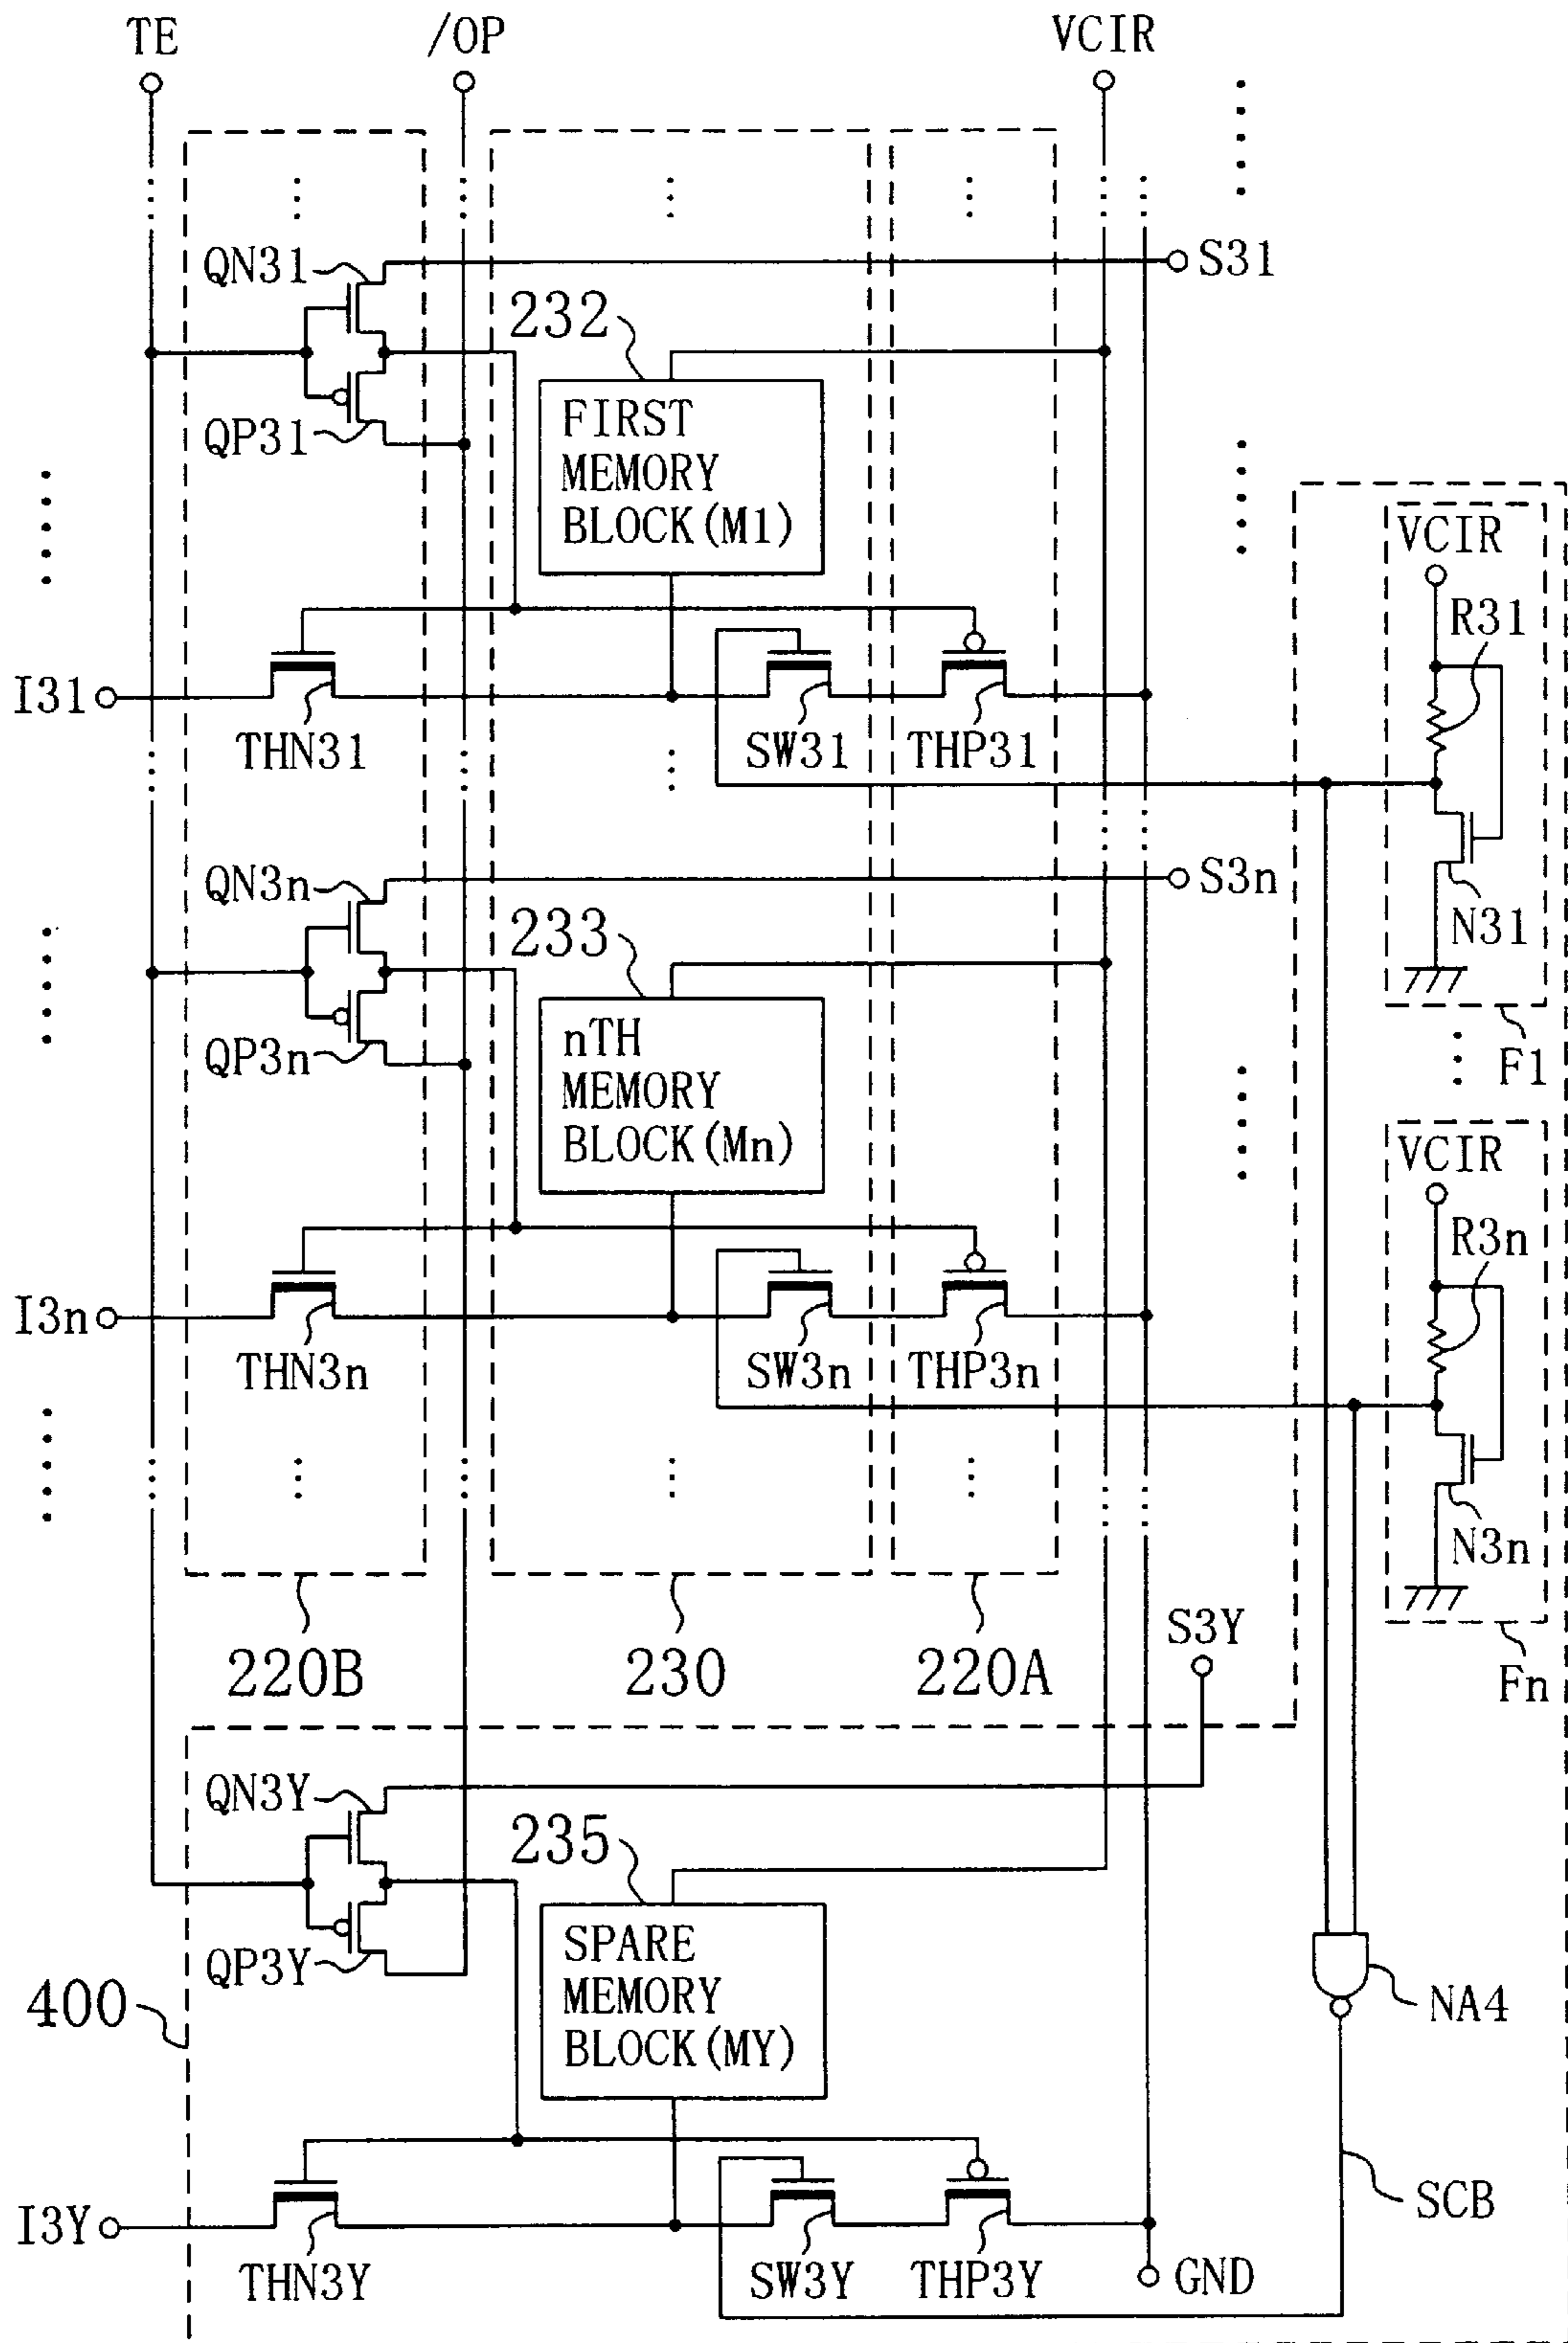 TE
/OP
VCIR
QN31
S31
232
QP31
FIRST
MEMORY
BLOCK(M1)
VCIR
R31
I31
THN31
SW31
THP31
QN3n
S3n
233
N31
QP3n
nTH
MEMORY
BLOCK(Mn)
F1
VCIR
R3n
I3n
THN3n
SW3n
THP3n
N3n
220B
230
220A
S3Y
Fn
QN3Y
235
QP3Y
SPARE
MEMORY
BLOCK(MY)
400
NA4
I3Y
THN3Y
SW3Y
THP3Y
GND
SCB